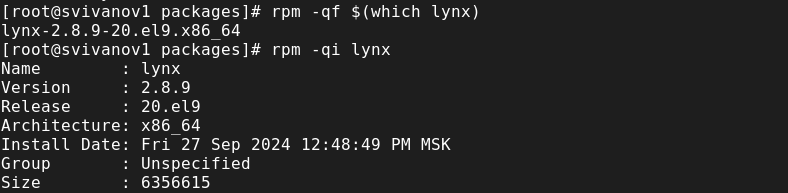 [root@svivanov1 packages]# rpm -qf $(which lynx)
lynx-2.8.9-20.el9.x86_64
[root@svivanov1 packages]# rpm -qi lynx
Name        : lynx
Version     : 2.8.9
Release     : 20.el9
Architecture: x86_64
Install Date: Fri 27 Sep 2024 12:48:49 PM MSK
Group       : Unspecified
Size        : 6356615